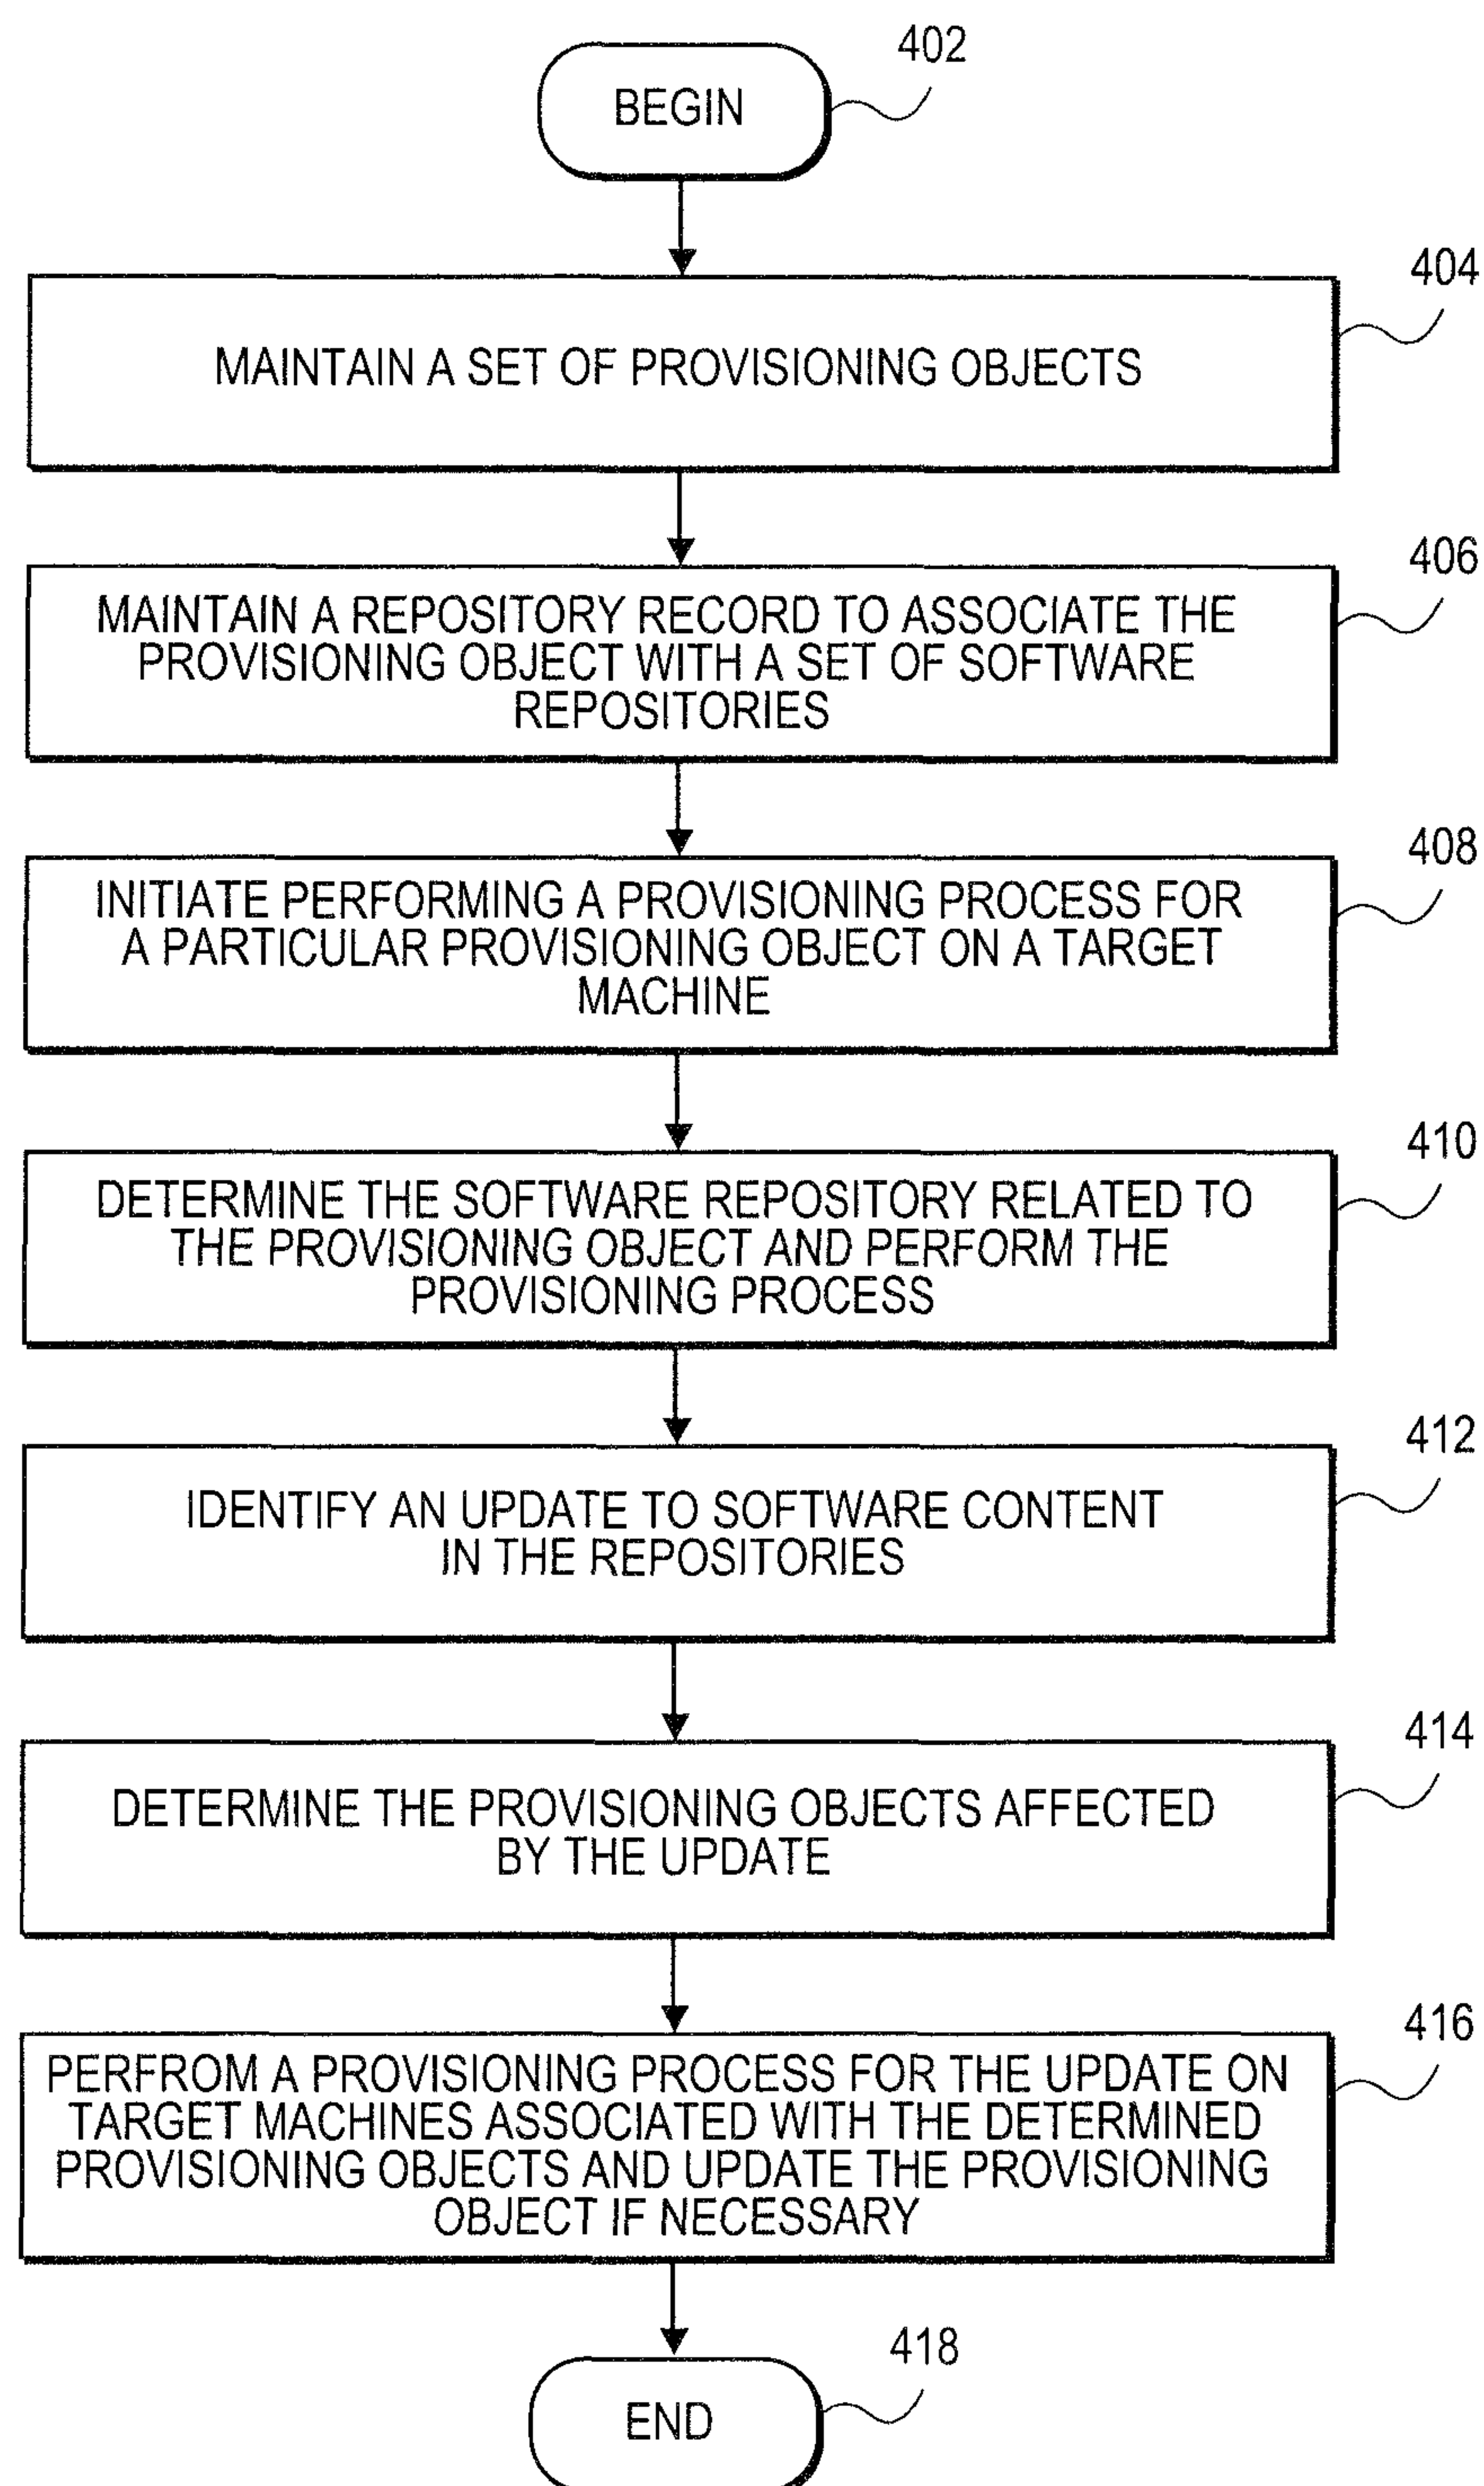 402
BEGIN
404
MAINTAIN A SET OF PROVISIONING OBJECTS
406
MAINTAIN A REPOSITORY RECORD TO ASSOCIATE THE
PROVISIONING OBJECT WITH A SET OF SOFTWARE
REPOSITORIES
408
INITIATE PERFORMING A PROVISIONING PROCESS FOR
A PARTICULAR PROVISIONING OBJECT ON A TARGET
MACHINE
410
DETERMINE THE SOFTWARE REPOSITORY RELATED TO
THE PROVISIONING OBJECT AND PERFORM THE
PROVISIONING PROCESS
412
IDENTIFY AN UPDATE TO SOFTWARE CONTENT
IN THE REPOSITORIES
414
DETERMINE THE PROVISIONING OBJECTS AFFECTED
BY THE UPDATE
416
PERFROM A PROVISIONING PROCESS FOR THE UPDATE ON
TARGET MACHINES ASSOCIATED WITH THE DETERMINED
PROVISIONING OBJECTS AND UPDATE THE PROVISIONING
OBJECT IF NECESSARY
418
END